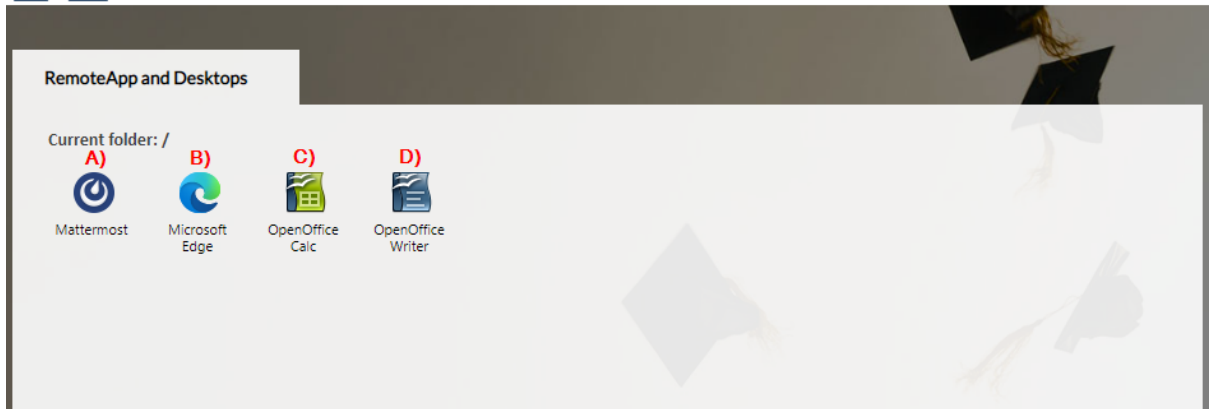 RemoteApp and Desktops
Current folder: /
A) B) C) D)
Mattermost Microsoft Edge OpenOffice Calc OpenOffice Writer